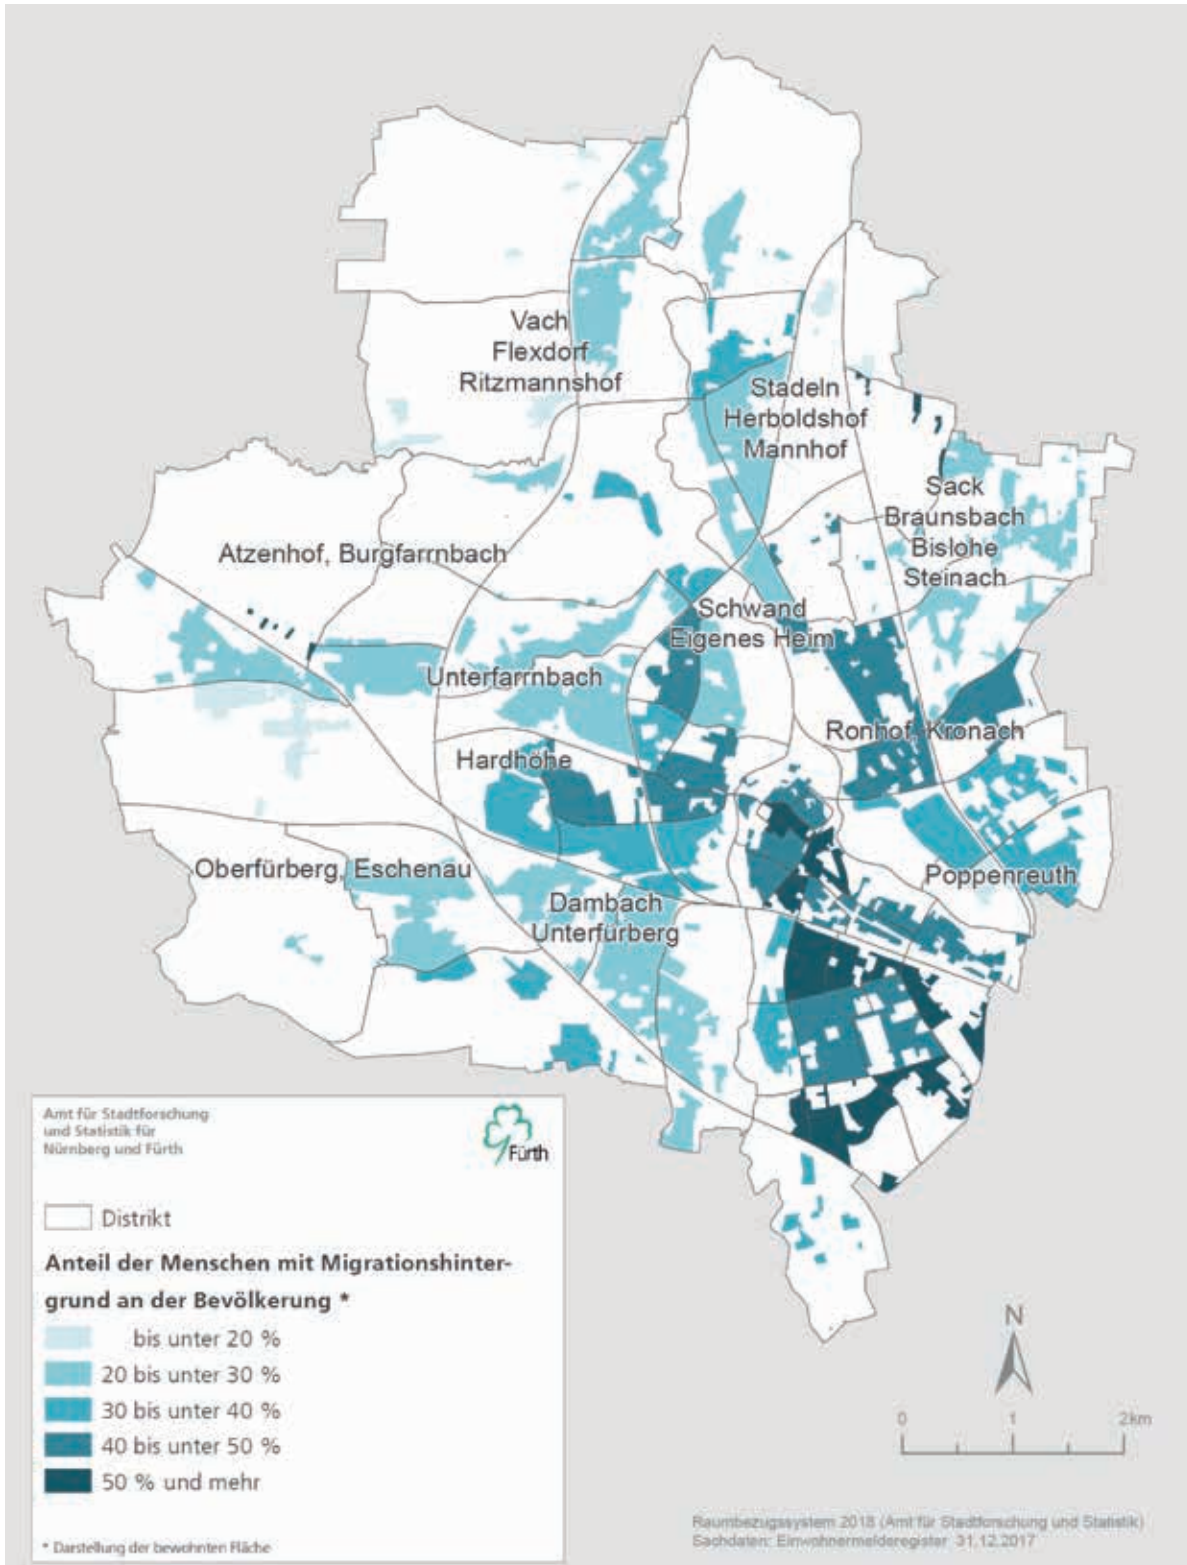 Vach
Flexdorf
Ritzmannshof
Stadeln
Herboldshof
Mannhof
Sack
Braunsbach
Bislohe
Steinach
Atzenhof, Burgfarrnbach
Schwand
Eigenes Heim
Unterfarrnbach
Ronhof, Kronach
Hardhöhe
Oberfürberg, Eschenau
Poppenreuth
Dambach
Unterfürberg
Amt für Stadtforschung
und Statistik für
Nürnberg und Fürth
Fürth
Distrikt
Anteil der Menschen mit Migrationshinter-
grund an der Bevölkerung *
bis unter 20 %
20 bis unter 30 %
30 bis unter 40 %
40 bis unter 50 %
50 % und mehr
* Darstellung der bewohnten Fläche
N
0 1 2km
Raumbezugssystem 2018 (Amt für Stadtforschung und Statistik)
Sachdaten: Einwohnermelderegister 31.12.2017